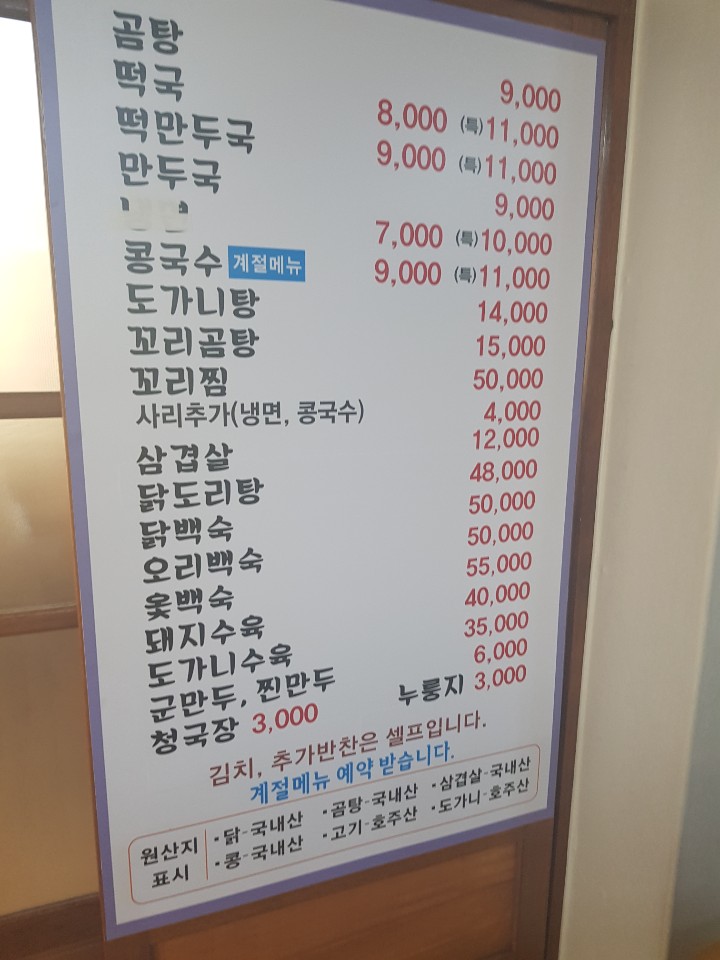 곰탕 9,000
떡국 8,000 (특)11,000
떡만두국 9,000 (특)11,000
만두국 9,000
7,000 (특)10,000
콩국수 계절메뉴 9,000 (특)11,000
도가니탕 14,000
꼬리곰탕 15,000
꼬리찜 50,000
사리추가(냉면, 콩국수) 4,000
삼겹살 12,000
닭도리탕 48,000
닭백숙 50,000
오리백숙 50,000
옻백숙 55,000
돼지수육 40,000
도가니수육 35,000
군만두, 찐만두 6,000
청국장 3,000 누룽지 3,000
김치, 추가반찬은 셀프입니다.
계절메뉴 예약 받습니다.
원산지 표시
·닭-국내산 ·곰탕-국내산 ·삼겹살-국내산
·콩-국내산 ·고기-호주산 ·도가니-호주산